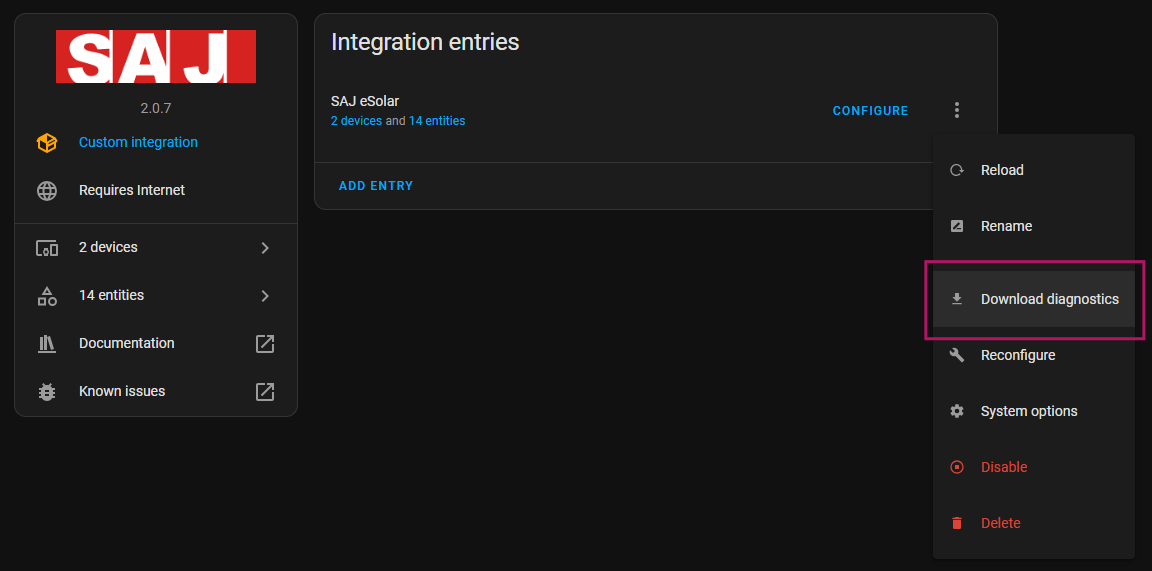 SAJ
2.0.7
Custom integration
Requires Internet
2 devices
14 entities
Documentation
Known issues
Integration entries
SAJ eSolar
2 devices and 14 entities
CONFIGURE
ADD ENTRY
Reload
Rename
Download diagnostics
Reconfigure
System options
Disable
Delete